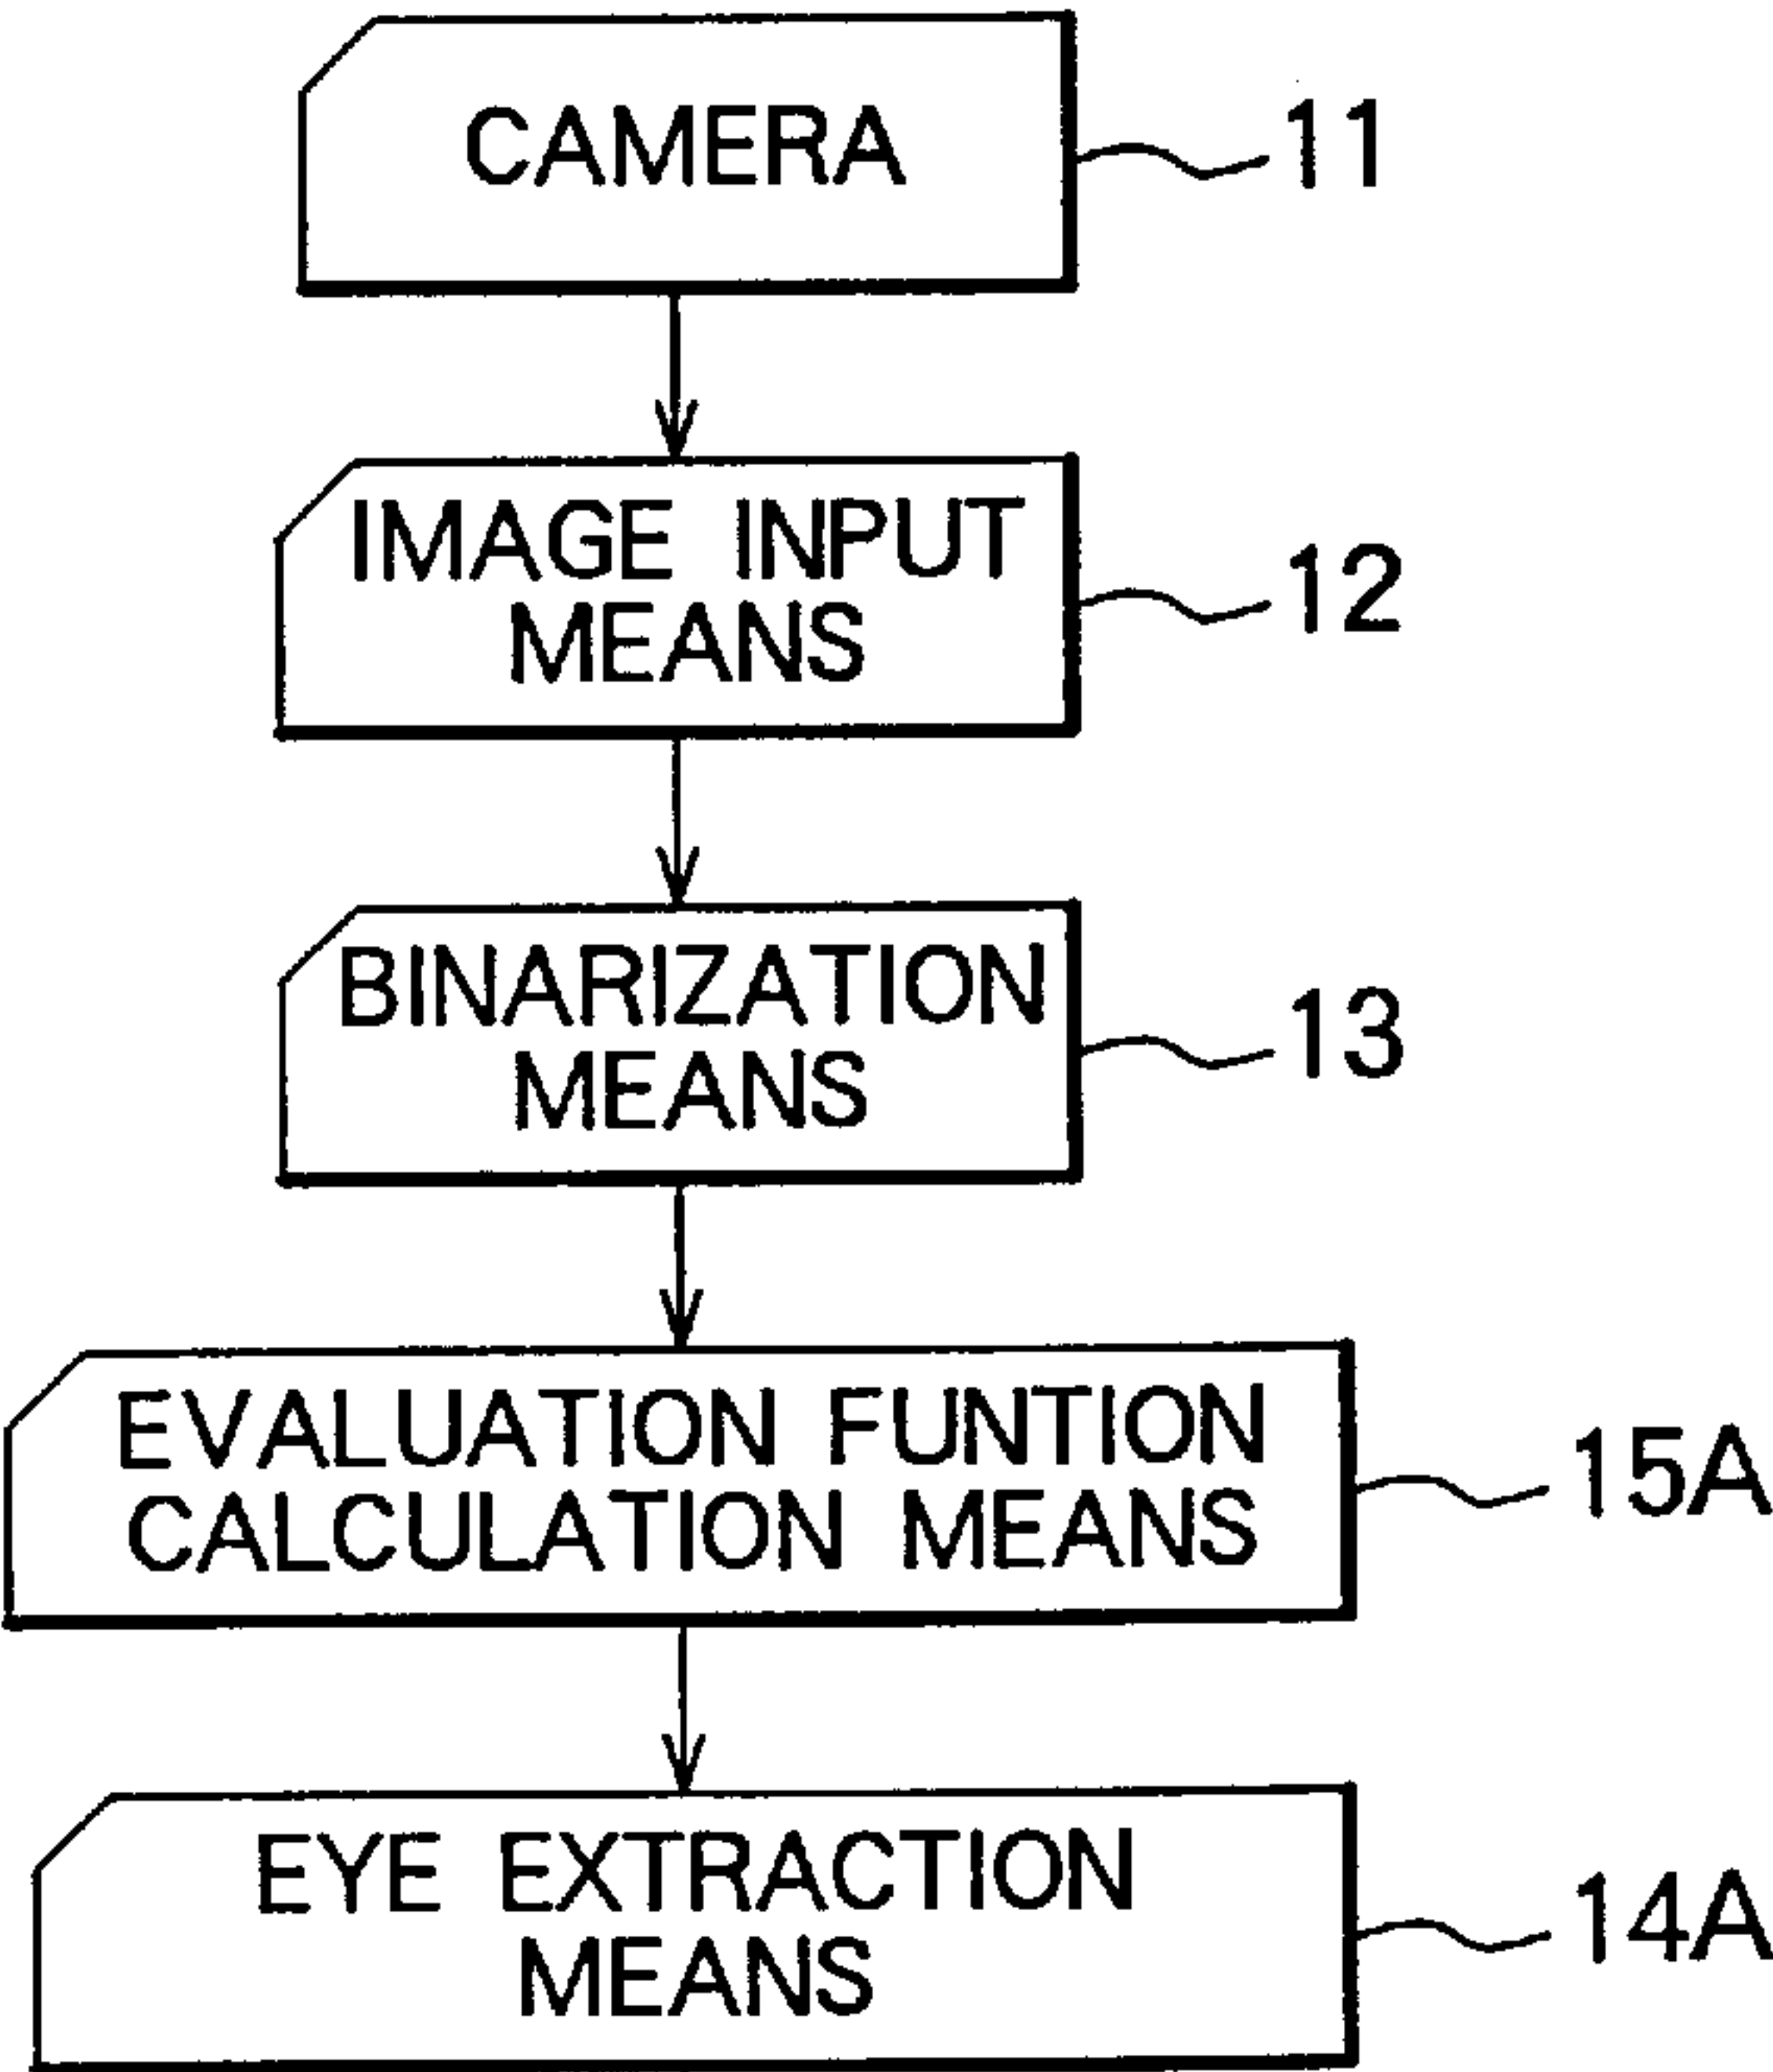 CAMERA
11
IMAGE INPUT
MEANS
12
BINARIZATION
MEANS
13
EVALUATION FUNTION
CALCULATION MEANS
15A
EYE EXTRACTION
MEANS
14A